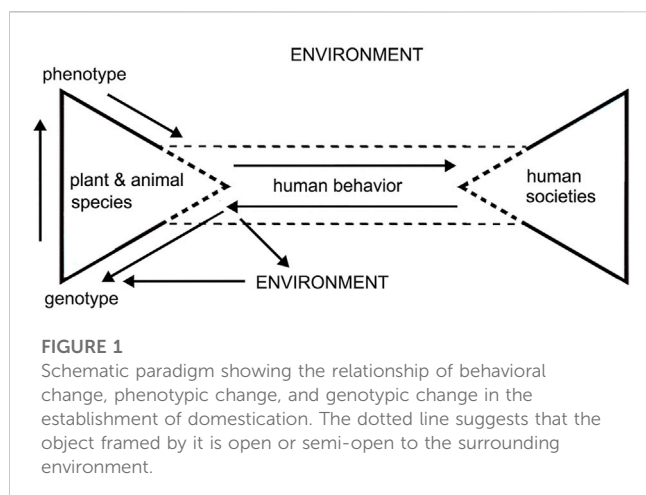 ENVIRONMENT
phenotype
plant & animal
species
human behavior
human
societies
genotype
ENVIRONMENT
FIGURE 1
Schematic paradigm showing the relationship of behavioral
change, phenotypic change, and genotypic change in the
establishment of domestication. The dotted line suggests that the
object framed by it is open or semi-open to the surrounding
environment.